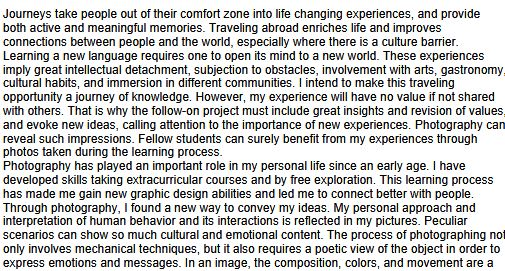 Journeys take people out of their comfort zone into life changing experiences, and provide
both active and meaningful memories. Traveling abroad enriches life and improves
connections between people and the world, especially where there is a culture barrier.
Learning a new language requires one to open its mind to a new world. These experiences
imply great intellectual detachment, subjection to obstacles, involvement with arts, gastronomy,
cultural habits, and immersion in different communities. I intend to make this traveling
opportunity a journey of knowledge. However, my experience will have no value if not shared
with others. That is why the follow-on project must include great insights and revision of values,
and evoke new ideas, calling attention to the importance of new experiences. Photography can
reveal such impressions. Fellow students can surely benefit from my experiences through
photos taken during the learning process.
Photography has played an important role in my personal life since an early age. I have
developed skills taking extracurricular courses and by free exploration. This learning process
has made me gain new graphic design abilities and led me to connect better with people.
Through photography, I found a new way to convey my ideas. My personal approach and
interpretation of human behavior and its interactions is reflected in my pictures. Peculiar
scenarios can show so much cultural and emotional content. The process of photographing not
only involves mechanical techniques, but it also requires a poetic view of the object in order to
express emotions and messages. In an image, the composition, colors, and movement are a